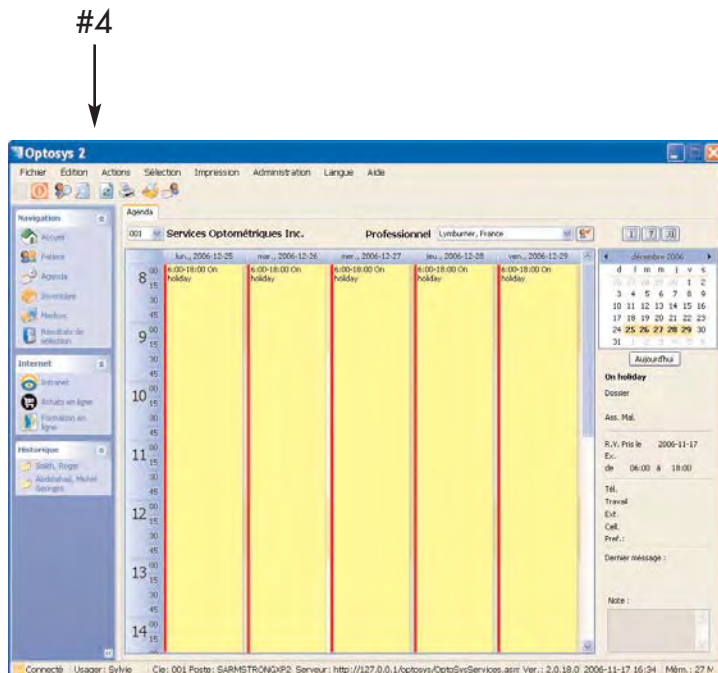 #4
Optosys 2
Fichier Edition Actions Sélection Impression Administration Langue Aide
Navigation
Accueil
Patient
Agenda
Inventaire
Medios
Résultats de sélection
Internet
Intranet
Achats en ligne
Formation en ligne
Historique
Smith, Roger
Georges
Agenda
001 Services Optométriques Inc. Professionnel Lymburner, France 1 7 31
lun., 2006-12-25 mar., 2006-12-26 mer., 2006-12-27 jeu., 2006-12-28 ven., 2006-12-29
6:00-18:00 On holiday 6:00-18:00 On holiday 6:00-18:00 On holiday 6:00-18:00 On holiday 6:00-18:00 On holiday
8 00
15
30
45
9 00
15
30
45
10 00
15
30
45
11 00
15
30
45
12 00
15
30
45
13 00
15
30
45
14 00
15
décembre 2006
d l m m j v s
1 2
3 4 5 6 7 8 9
10 11 12 13 14 15 16
17 18 19 20 21 22 23
24 25 26 27 28 29 30
31
Aujourd'hui
On holiday
Dossier
Ass. Mal.
R.V. Pris le 2006-11-17
Ex.
de 06:00 à 18:00
Tél.
Travail
Ext.
Cell.
Pref.:
Dernier message :
Note :
Connecté Usager: Sylvie Cie: 001 Poste: SARMSTRONGXP2 Serveur: http://127.0.0.1/optosys/OptoSysServices.asmx Ver.: 2.0.18.0 2006-11-17 16:34 Mém.: 27 M